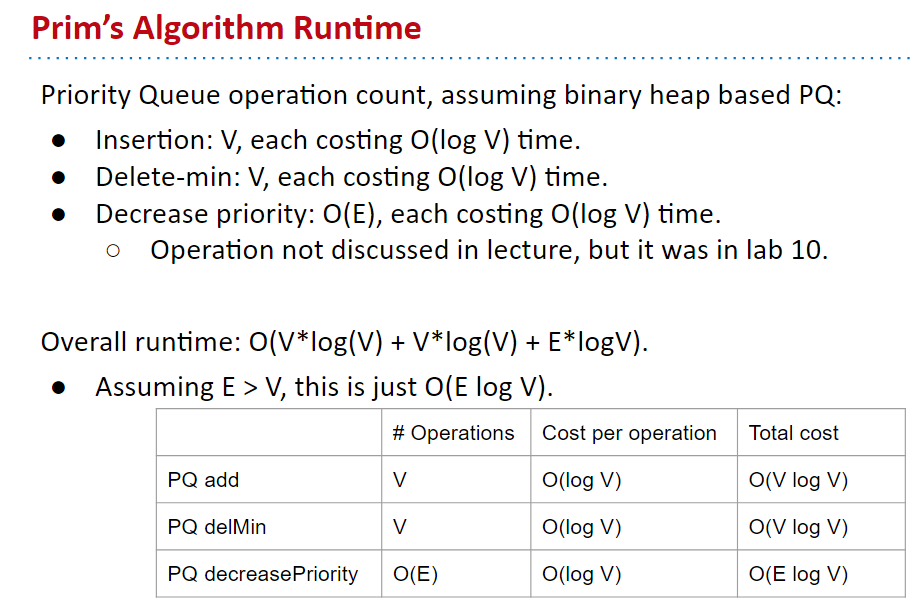 Prim's Algorithm Runtime
Priority Queue operation count, assuming binary heap based PQ:
● Insertion: V, each costing O(log V) time.
● Delete-min: V, each costing O(log V) time.
● Decrease priority: O(E), each costing O(log V) time.
○ Operation not discussed in lecture, but it was in lab 10.
Overall runtime: O(V*log(V) + V*log(V) + E*logV).
● Assuming E > V, this is just O(E log V).
# Operations Cost per operation Total cost
PQ add V O(log V) O(V log V)
PQ delMin V O(log V) O(V log V)
PQ decreasePriority O(E) O(log V) O(E log V)